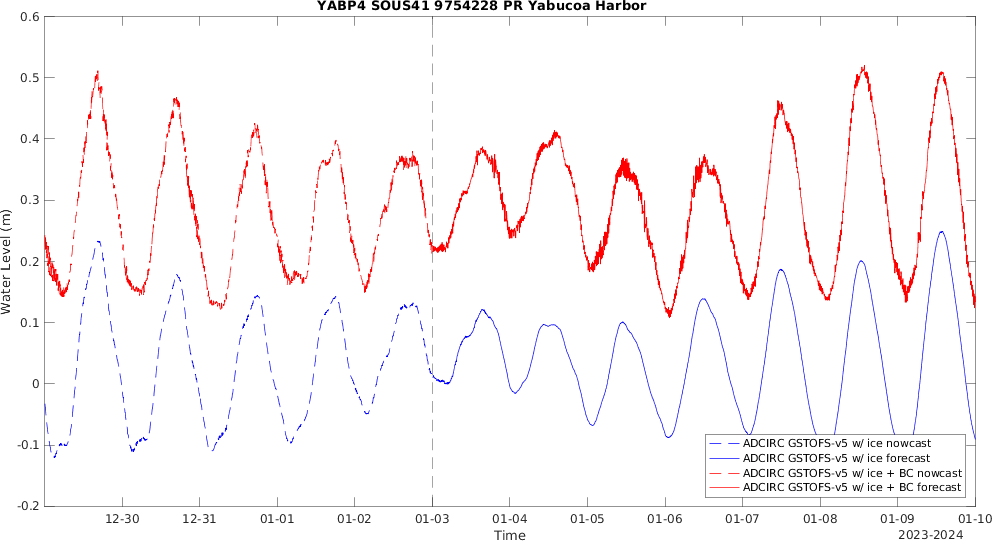 YABP4 SOUS41 9754228 PR Yabucoa Harbor
0.6
0.5
0.4
0.3
0.2
0.1
0
-0.1
-0.2
Water Level (m)
ADCIRC GSTOFS-v5 w/ ice nowcast
ADCIRC GSTOFS-v5 w/ ice forecast
ADCIRC GSTOFS-v5 w/ ice + BC nowcast
ADCIRC GSTOFS-v5 w/ ice + BC forecast
12-30 12-31 01-01 01-02 01-03 01-04 01-05 01-06 01-07 01-08 01-09 01-10
Time
2023-2024